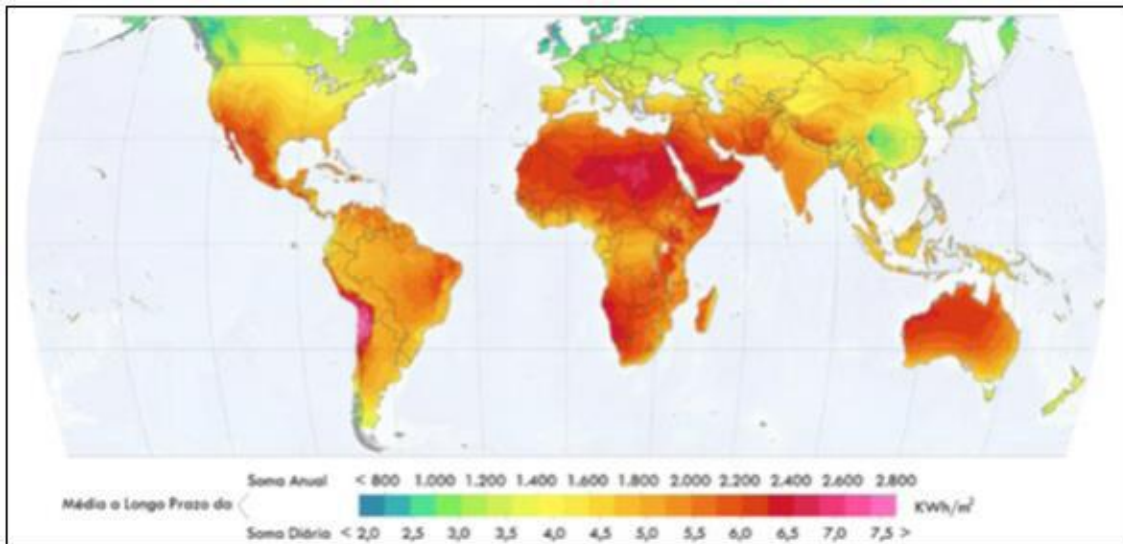 Soma Anual < 800 1.000 1.200 1.400 1.600 1.800 2.000 2.200 2.400 2.600 2.800
Média a Longo Prazo da KWh/m²
Soma Diária < 2,0 2,5 3,0 3,5 4,0 4,5 5,0 5,5 6,0 6,5 7,0 7,5 >